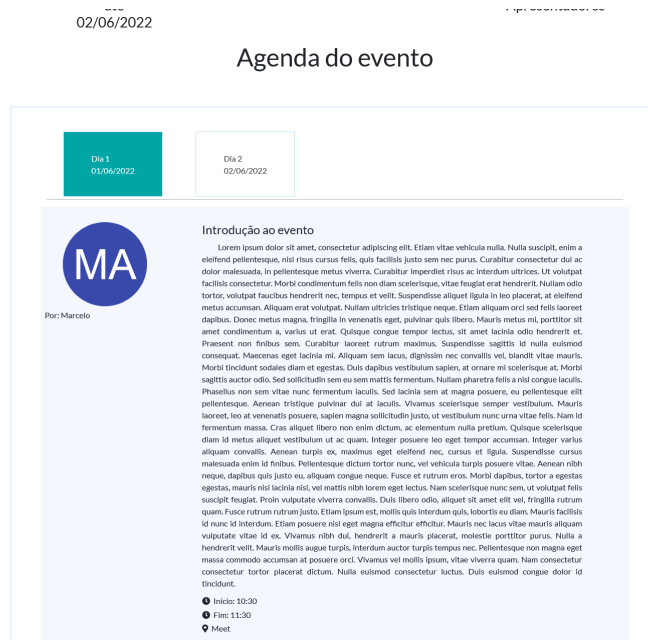 02/06/2022
Agenda do evento
Dia 1
01/06/2022
Dia 2
02/06/2022
MA
Por: Marcelo
Introdução ao evento
Lorem ipsum dolor sit amet, consectetur adipiscing elit. Etiam vitae vehicula nulla. Nulla suscipit, enim a
eleifend pellentesque, nisi risus cursus felis, quis facilisis justo sem nec purus. Curabitur consectetur dui ac
dolor malesuada, in pellentesque metus viverra. Curabitur imperdiet risus ac interdum ultrices. Ut volutpat
facilisis consectetur. Morbi condimentum felis non diam scelerisque, vitae feugiat erat hendrerit. Nullam odio
tortor, volutpat faucibus hendrerit nec, tempus et velit. Suspendisse aliquet ligula in leo placerat, at eleifend
metus accumsan. Aliquam erat volutpat. Nullam ultricies tristique neque. Etiam aliquam orci sed felis laoreet
dapibus. Donec metus magna, fringilla in venenatis eget, pulvinar quis libero. Mauris metus mi, porttitor sit
amet condimentum a, varius ut erat. Quisque congue tempor lectus, sit amet lacinia odio hendrerit et.
Praesent non finibus sem. Curabitur laoreet rutrum maximus. Suspendisse sagittis id nulla euismod
consequat. Maecenas eget lacinia mi. Aliquam sem lacus, dignissim nec convallis vel, blandit vitae mauris.
Morbi tincidunt sodales diam et egestas. Duis dapibus vestibulum sapien, at ornare mi scelerisque at. Morbi
sagittis auctor odio. Sed sollicitudin sem eu sem mattis fermentum. Nullam pharetra felis a nisl congue iaculis.
Phasellus non sem vitae nunc fermentum iaculis. Sed lacinia sem at magna posuere, eu pellentesque elit
pellentesque. Aenean tristique pulvinar dui at iaculis. Vivamus scelerisque semper vestibulum. Mauris
laoreet, leo at venenatis posuere, sapien magna sollicitudin justo, ut vestibulum nunc urna vitae felis. Nam id
fermentum massa. Cras aliquet libero non enim dictum, ac elementum nulla pretium. Quisque scelerisque
diam id metus aliquet vestibulum ut ac quam. Integer posuere leo eget tempor accumsan. Integer varius
aliquam convallis. Aenean turpis ex, maximus eget eleifend nec, cursus et ligula. Suspendisse cursus
malesuada enim id finibus. Pellentesque dictum tortor nunc, vel vehicula turpis posuere vitae. Aenean nibh
neque, dapibus quis justo eu, aliquam congue neque. Fusce et rutrum eros. Morbi dapibus, tortor a egestas
egestas, mauris nisi lacinia nisi, vel mattis nibh lorem eget lectus. Nam scelerisque nunc sem, ut volutpat felis
suscipit feugiat. Proin vulputate viverra convallis. Duis libero odio, aliquet sit amet elit vel, fringilla rutrum
quam. Fusce rutrum rutrum justo. Etiam ipsum est, mollis quis interdum quis, lobortis eu diam. Mauris facilisis
id nunc id interdum. Etiam posuere nisl eget magna efficitur efficitur. Mauris nec lacus vitae mauris aliquam
vulputate vitae id ex. Vivamus nibh dui, hendrerit a mauris placerat, molestie porttitor purus. Nulla a
hendrerit velit. Mauris mollis augue turpis, interdum auctor turpis tempus nec. Pellentesque non magna eget
massa commodo accumsan at posuere orci. Vivamus vel mollis ipsum, vitae viverra quam. Nam consectetur
consectetur tortor placerat dictum. Nulla euismod consectetur luctus. Duis euismod congue dolor id
tincidunt.
Início: 10:30
Fim: 11:30
Meet